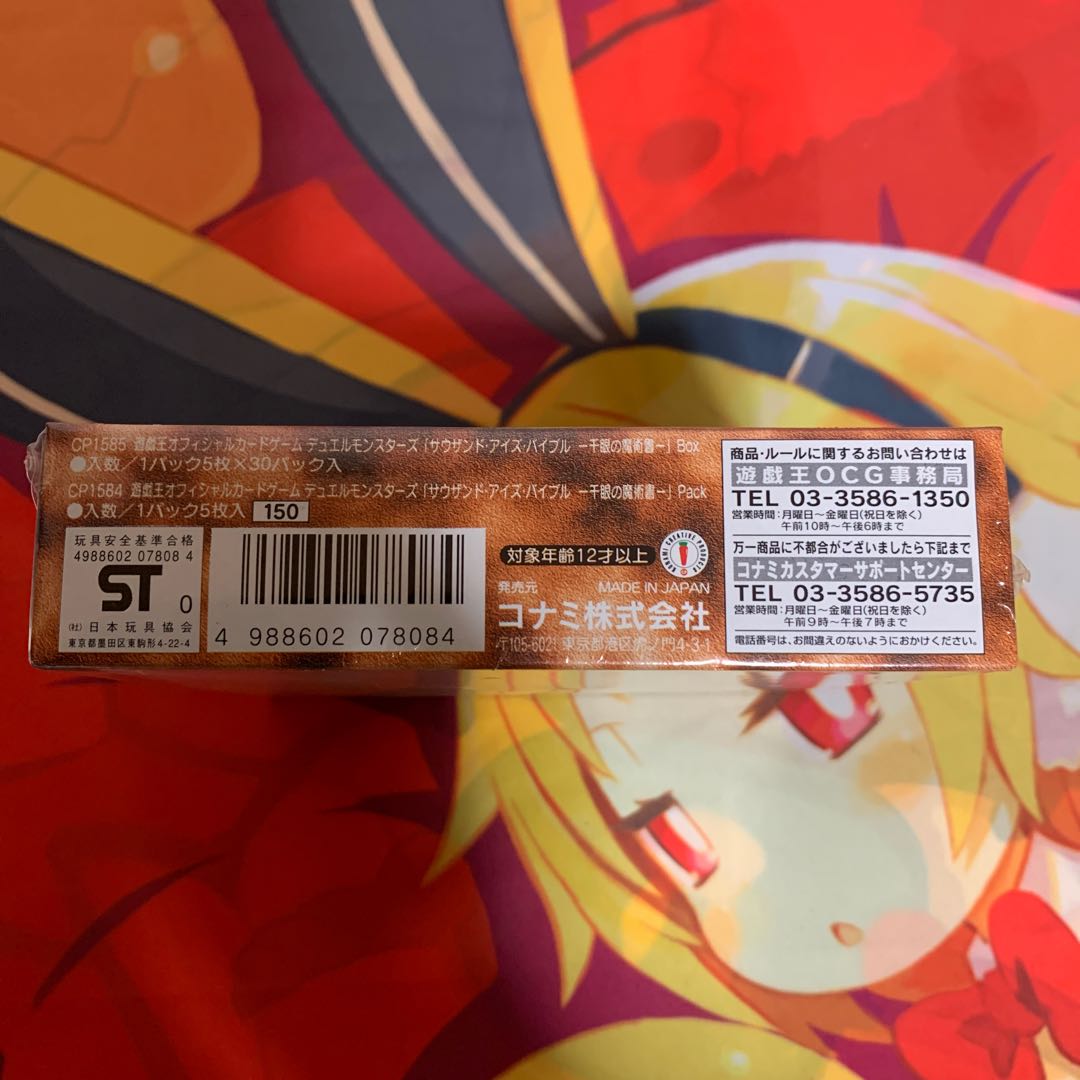 CP1585 遊戯王オフィシャルカードゲーム デュエルモンスターズ「サウザンド・アイズ・バイブル ー千眼の魔術書ー」Box
●入数／1パック5枚×30パック入
CP1584 遊戯王オフィシャルカードゲーム デュエルモンスターズ「サウザンド・アイズ・バイブル ー千眼の魔術書ー」Pack
●入数／1パック5枚入 150
玩具安全基準合格
4988602 07808 4
ST 0
(社)日本玩具協会
東京都墨田区東駒形4-22-4
4 988602 078084
対象年齢12才以上
KONAMI CREATIVE PRODUCTS
発売元 MADE IN JAPAN
コナミ株式会社
〒105-6021 東京都港区虎ノ門4-3-1
商品・ルールに関するお問い合わせは
遊戯王OCG事務局
TEL 03-3586-1350
営業時間：月曜日〜金曜日(祝日を除く)
午前10時〜午後6時まで
万一商品に不都合がございましたら下記まで
コナミカスタマーサポートセンター
TEL 03-3586-5735
営業時間：月曜日〜金曜日(祝日を除く)
午前9時〜午後7時まで
電話番号は、お間違えのないようにおかけください。